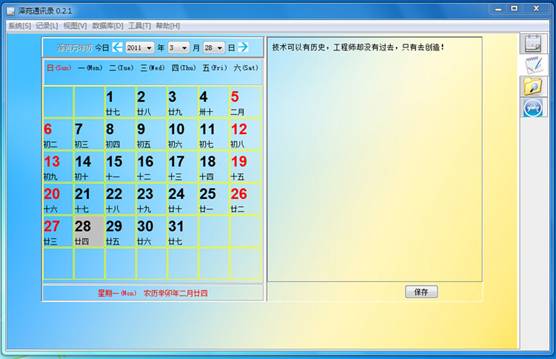 泽苑通讯录 0.2.1
系统[S] 记录[L] 视图[V] 数据库[D] 工具[T] 帮助[H]
泽苑万年历 今日 2011 年 3 月 28 日
日(Sun) 一(Mon) 二(Tue) 三(Wed) 四(Thu) 五(Fri) 六(Sat)
1 2 3 4 5
廿七 廿八 廿九 卅十 二月
6 7 8 9 10 11 12
初二 初三 初四 初五 初六 初七 初八
13 14 15 16 17 18 19
初九 初十 十一 十二 十三 十四 十五
20 21 22 23 24 25 26
十六 十七 十八 十九 廿十 廿一 廿二
27 28 29 30 31
廿三 廿四 廿五 廿六 廿七
星期一(Mon) 农历辛卯年二月廿四
技术可以有历史，工程师却没有过去，只有去创造！
保存